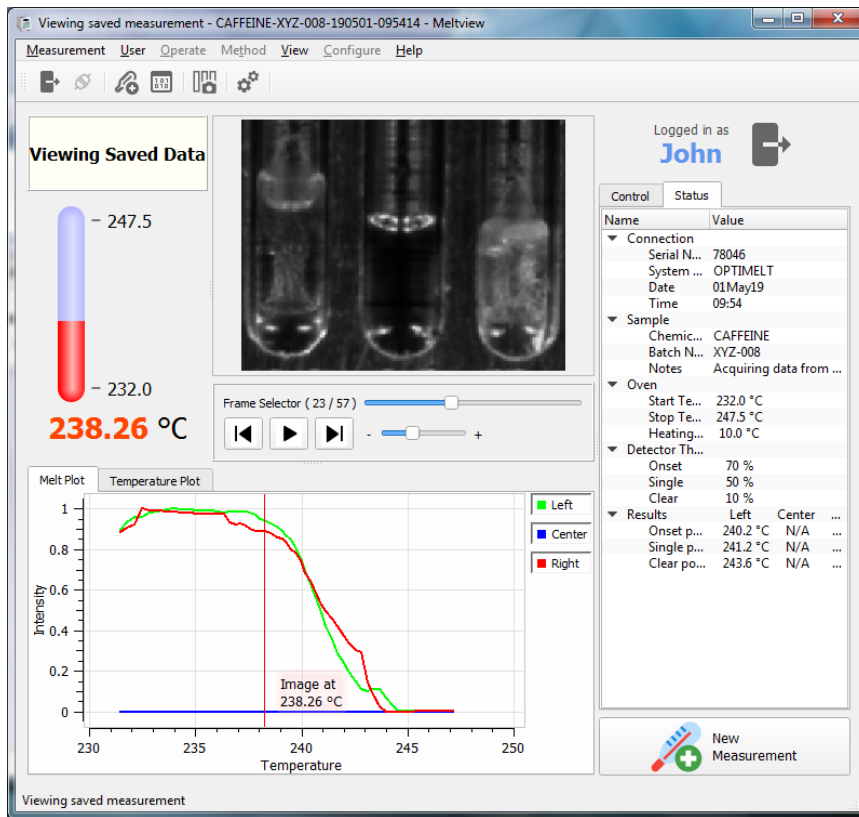 Viewing saved measurement - CAFFEINE-XYZ-008-190501-095414 - Meltview
Measurement User Operate Method View Configure Help
Viewing Saved Data
247.5
232.0
238.26 °C
Frame Selector ( 23 / 57 )
- +
Melt Plot Temperature Plot
Intensity
1
0.8
0.6
0.4
0.2
0
Image at
238.26 ºC
230 235 240 245 250
Temperature
Left
Center
Right
Logged in as
John
Control Status
Name Value
Connection
Serial N... 78046
System ... OPTIMELT
Date 01May19
Time 09:54
Sample
Chemic... CAFFEINE
Batch N... XYZ-008
Notes Acquiring data from ...
Oven
Start Te... 232.0 °C
Stop Te... 247.5 °C
Heating... 10.0 °C
Detector Th...
Onset 70 %
Single 50 %
Clear 10 %
Results Left Center ...
Onset p... 240.2 °C N/A ...
Single p... 241.2 °C N/A ...
Clear po... 243.6 °C N/A ...
New
Measurement
Viewing saved measurement